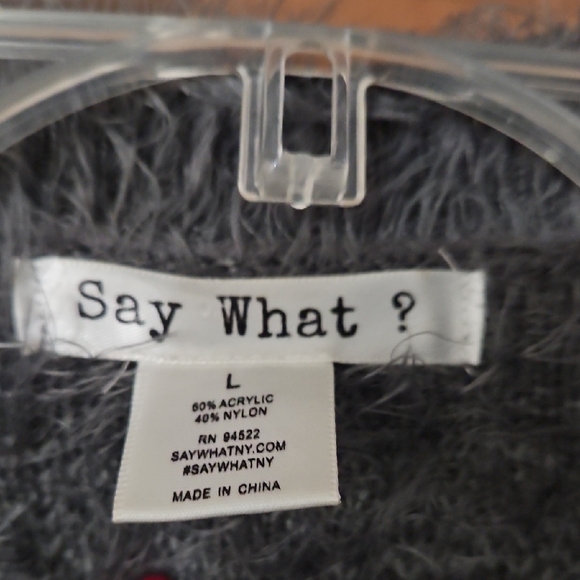 Say What ?
L
60% ACRYLIC
40% NYLON
RN 94522
SAYWHATNY.COM
#SAYWHATNY
MADE IN CHINA